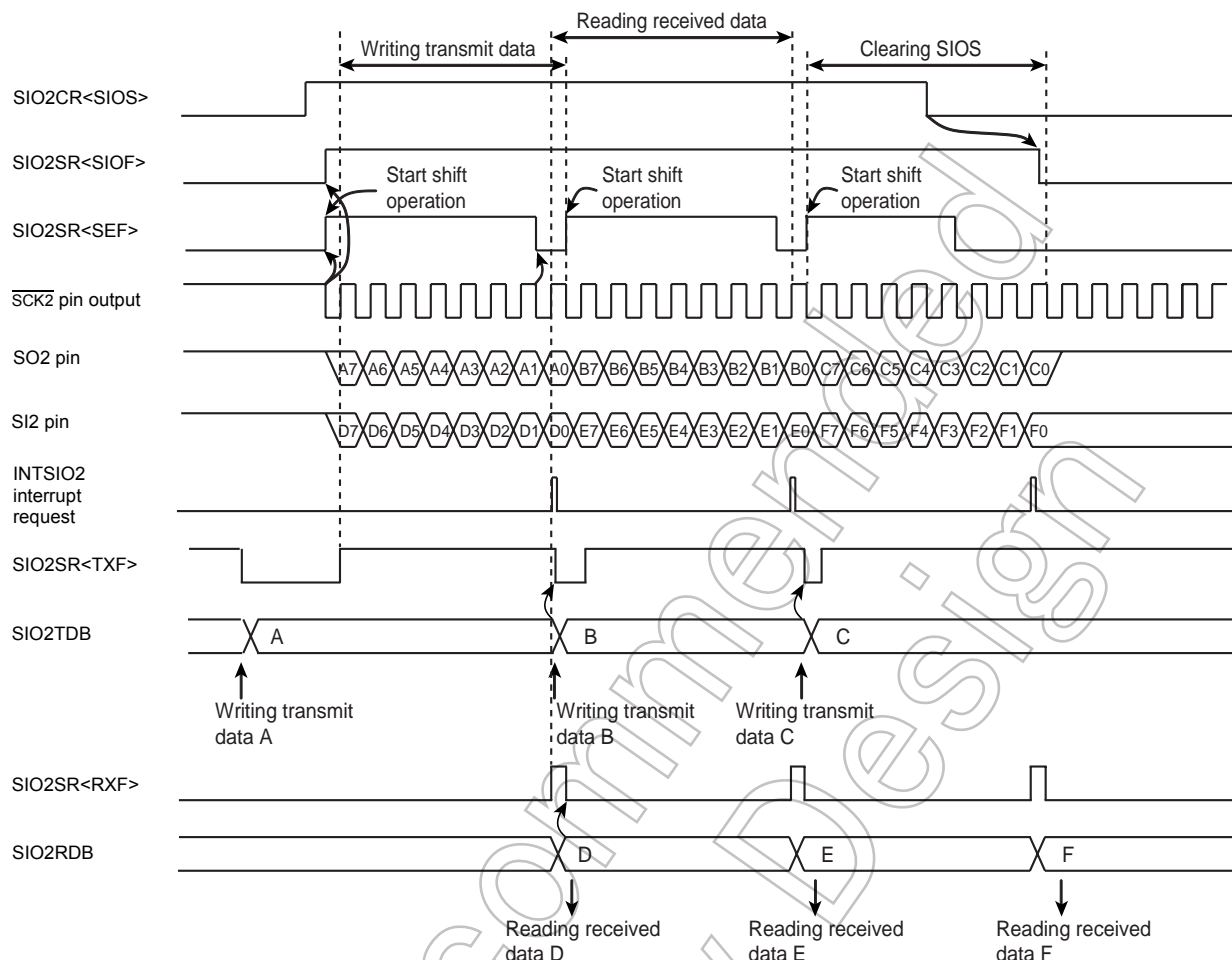 Reading received data
Writing transmit data
Clearing SIOS
SIO2CR<SIOS>
SIO2SR<SIOF>
Start shift
operation
Start shift
operation
Start shift
operation
SIO2SR<SEF>
SCK2 pin output
SO2 pin
A7 A6 A5 A4 A3 A2 A1 A0 B7 B6 B5 B4 B3 B2 B1 B0 C7 C6 C5 C4 C3 C2 C1 C0
SI2 pin
D7 D6 D5 D4 D3 D2 D1 D0 E7 E6 E5 E4 E3 E2 E1 E0 F7 F6 F5 F4 F3 F2 F1 F0
INTSIO2
interrupt
request
SIO2SR<TXF>
SIO2TDB
A
B
C
Writing transmit
data A
Writing transmit
data B
Writing transmit
data C
SIO2SR<RXF>
SIO2RDB
D
E
F
Reading received
data D
Reading received
data E
Reading received
data F
commended
Design